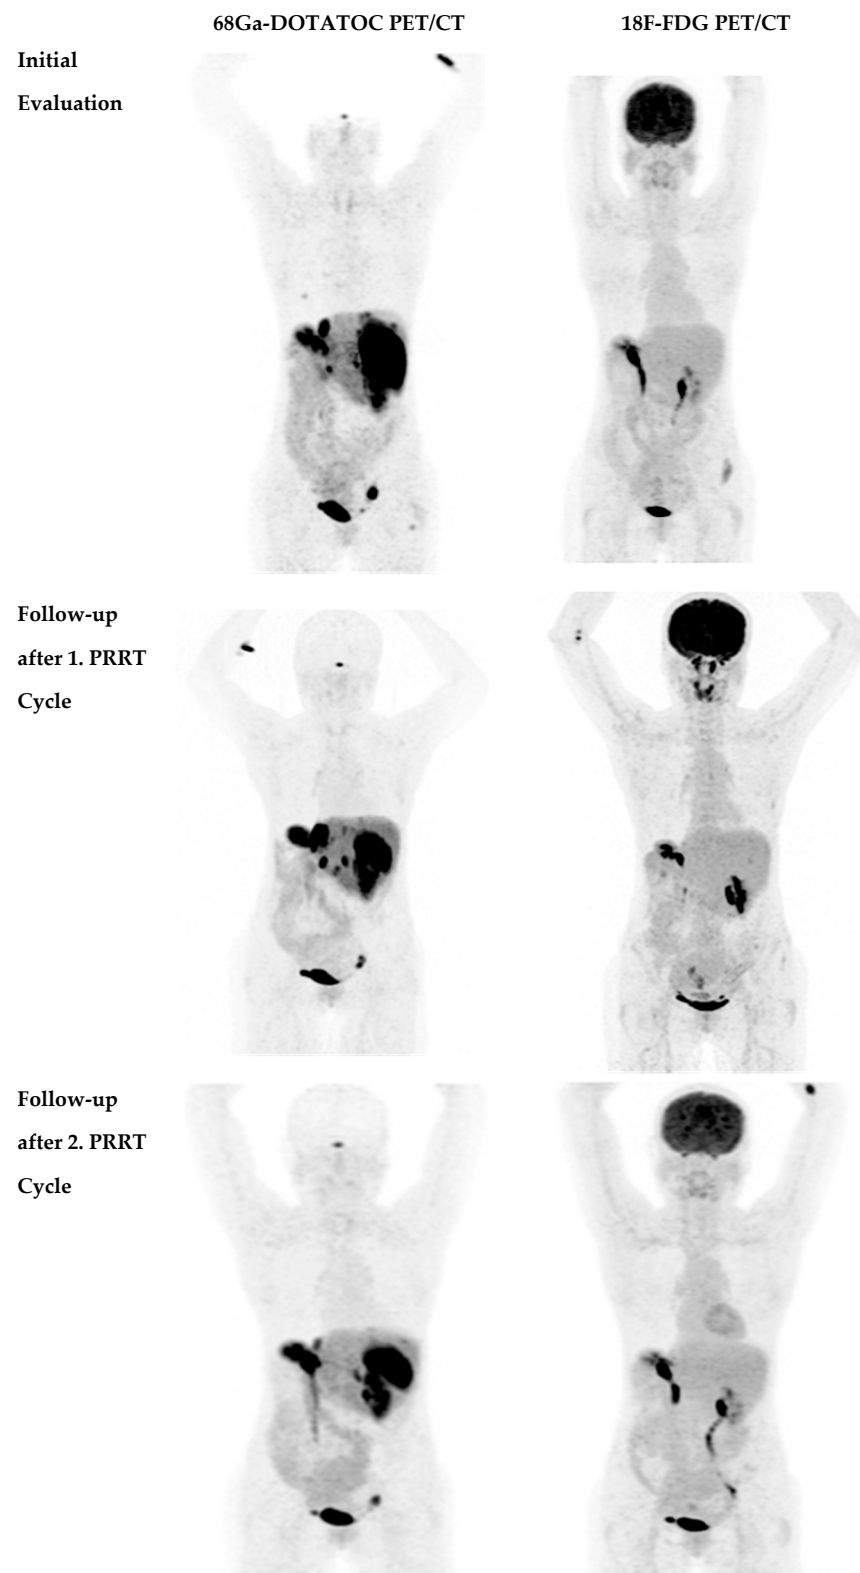 68Ga-DOTATOC PET/CT
18F-FDG PET/CT
Initial
Evaluation
Follow-up
after 1. PRRT
Cycle
Follow-up
after 2. PRRT
Cycle